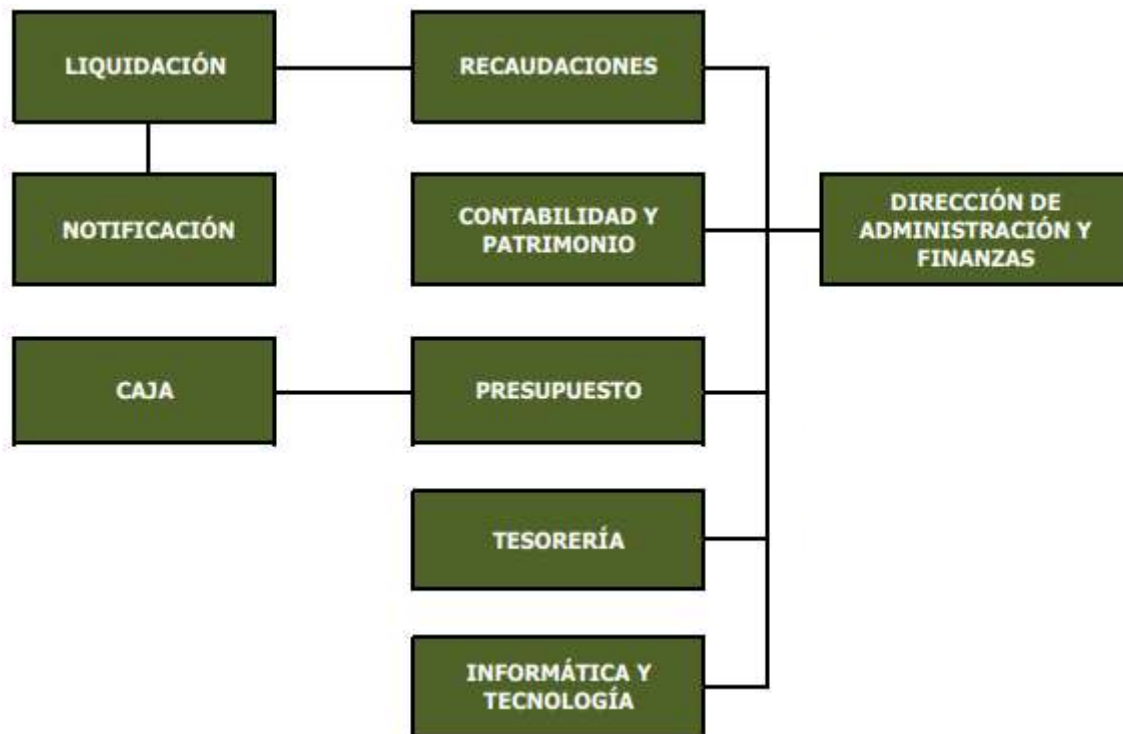 LIQUIDACIÓN
RECAUDACIONES
NOTIFICACIÓN
CONTABILIDAD Y
PATRIMONIO
DIRECCIÓN DE
ADMINISTRACIÓN Y
FINANZAS
CAJA
PRESUPUESTO
TESORERÍA
INFORMÁTICA Y
TECNOLOGÍA